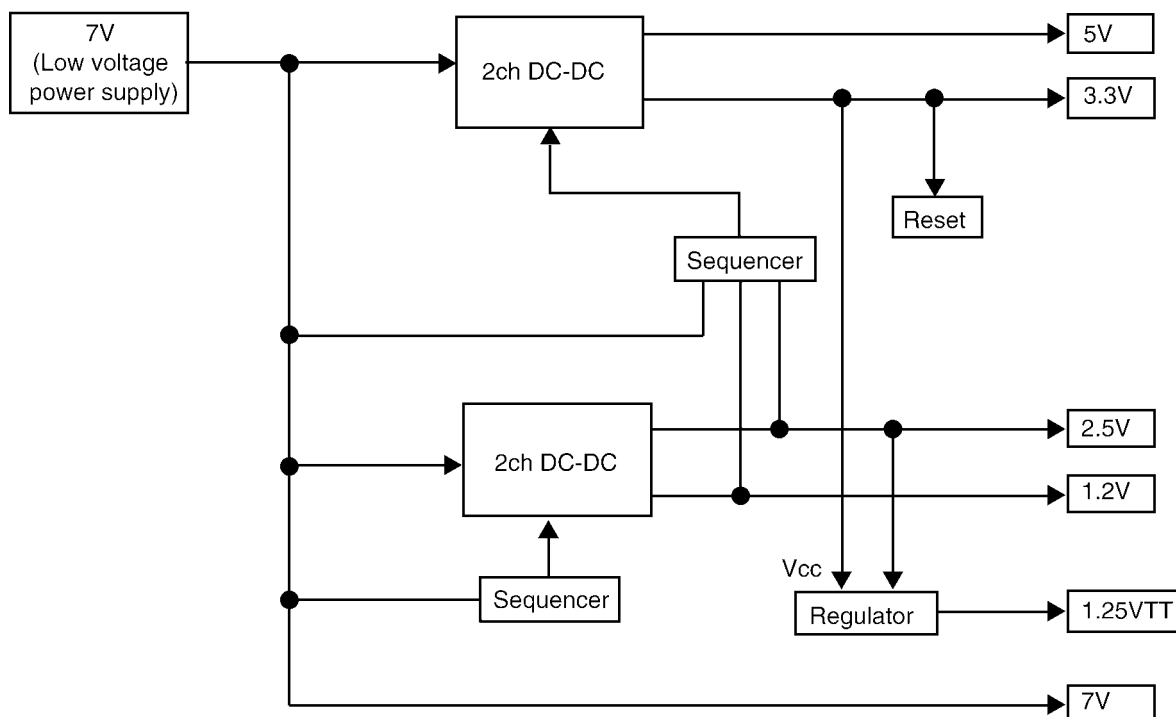 7V
(Low voltage
power supply)
2ch DC-DC
5V
3.3V
Reset
Sequencer
2ch DC-DC
2.5V
1.2V
Sequencer
Vcc
Regulator
1.25VTT
7V